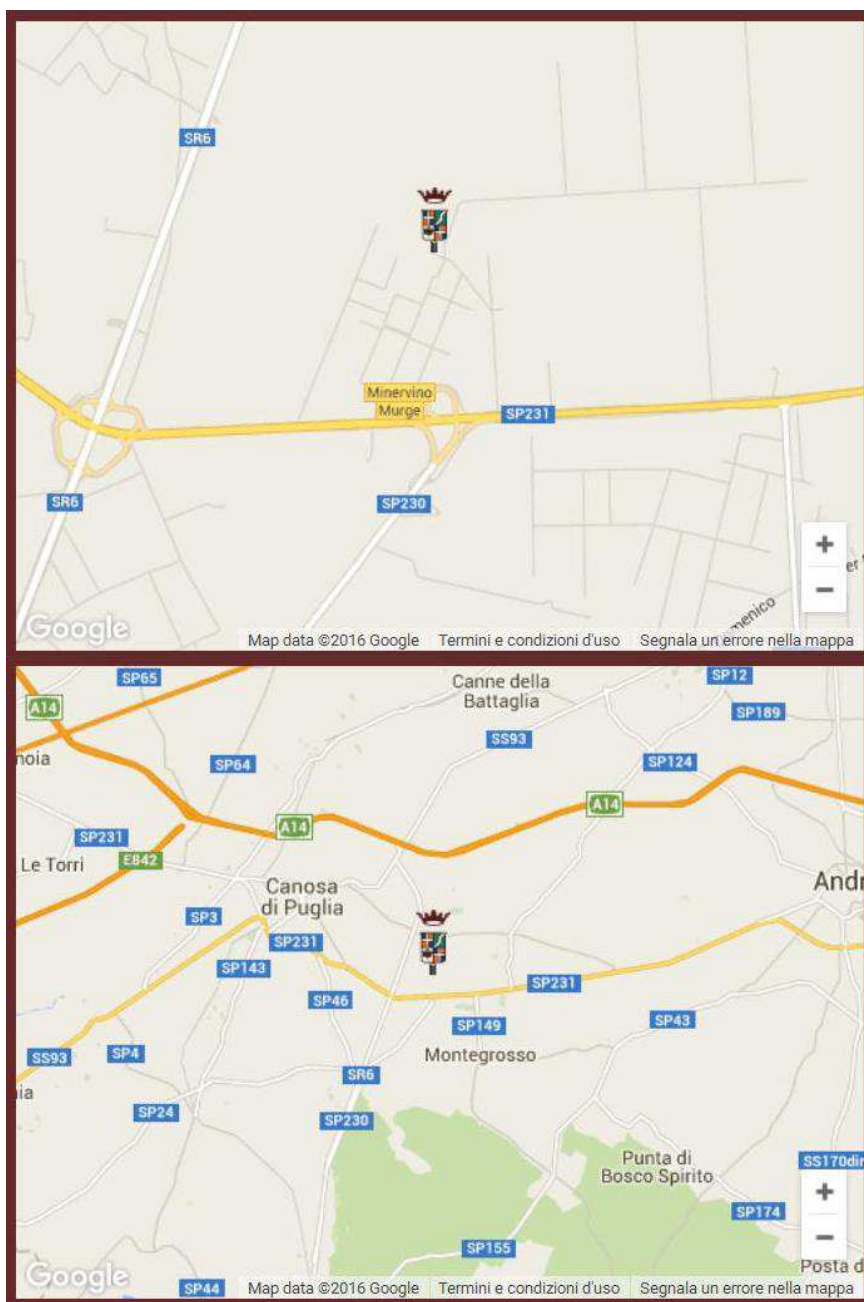 SR6
Minervino
Murge
SP231
SR6
SP230
Google
Map data ©2016 Google Termini e condizioni d'uso Segnala un errore nella mappa
SP65
Canne della
Battaglia
SP12
A14
SP189
SS93
noia
SP64
SP124
A14
A14
SP231
Le Torri
E842
Canosa
di Puglia
Andr
SP3
SP231
SP143
SP231
SP46
SP149
SP43
SS93
SP4
Montegrosso
SR6
SP24
SP230
Punta di
Bosco Spirito
SS170dir
SP174
SP155
Posta d
Google
SP44
Map data ©2016 Google Termini e condizioni d'uso Segnala un errore nella mappa